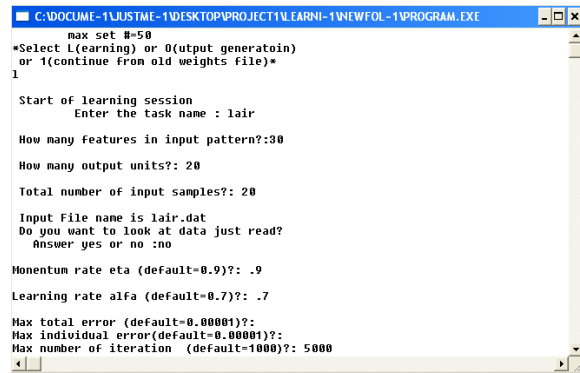 C:\DOCUME~1\JUSTME~1\DESKTOP\PROJECT1\LEARNI~1\NEWFOL~1\PROGRAM.EXE
max set #=50
*Select L(earning) or O(utput generatoin)
or 1(continue from old weights file)*
l
Start of learning session
Enter the task name : lair
How many features in input pattern?:30
How many output units?: 20
Total number of input samples?: 20
Input File name is lair.dat
Do you want to look at data just read?
Answer yes or no :no
Monentum rate eta (default=0.9)?: .9
Learning rate alfa (default=0.7)?: .7
Max total error (default=0.00001)?:
Max individual error(default=0.00001)?:
Max number of iteration  (default=1000)?: 5000